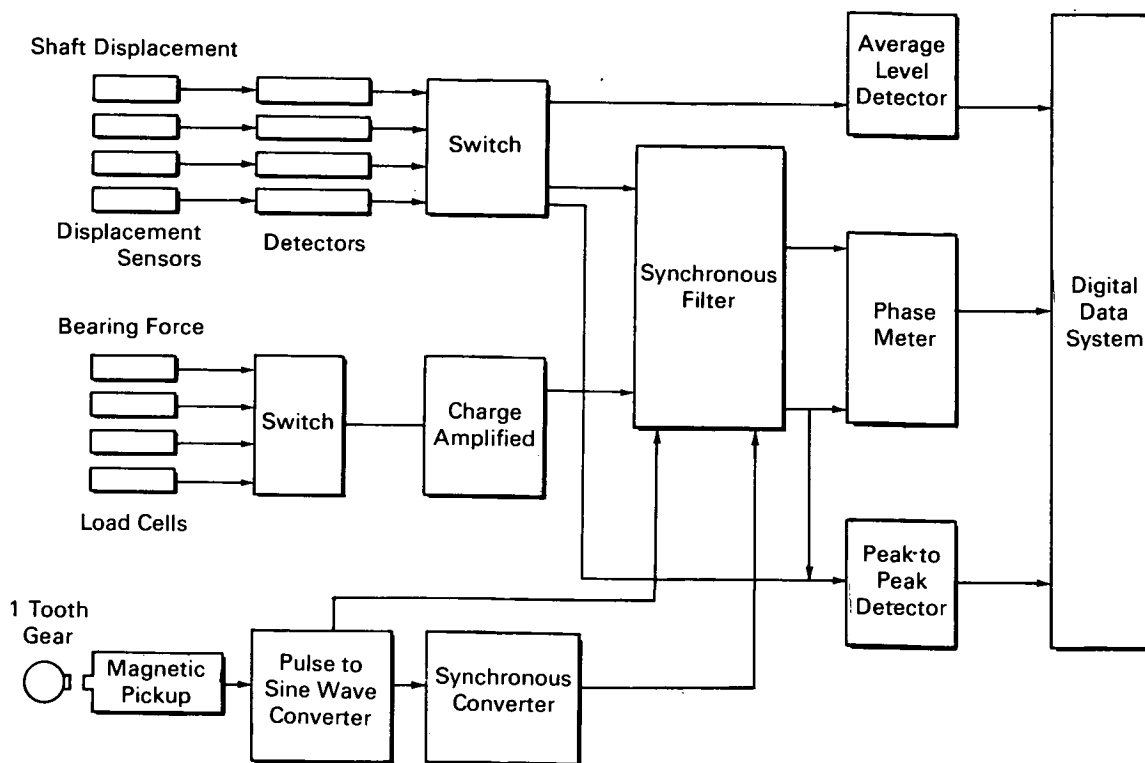 Shaft Displacement
Displacement
Sensors
Detectors
Switch
Average
Level
Detector
Synchronous
Filter
Phase
Meter
Digital
Data
System
Bearing Force
Load Cells
Switch
Charge
Amplified
Peak to
Peak
Detector
1 Tooth
Gear
Magnetic
Pickup
Pulse to
Sine Wave
Converter
Synchronous
Converter